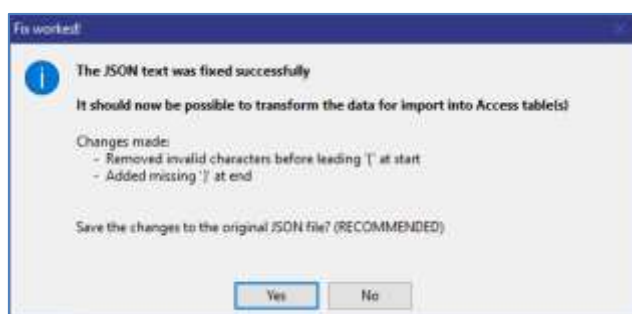 Fix worked!
The JSON text was fixed successfully
It should now be possible to transform the data for import into Access table(s)
Changes made:
- Removed invalid characters before leading '[' at start
- Added missing ']' at end
Save the changes to the original JSON file? (RECOMMENDED)
Yes
No